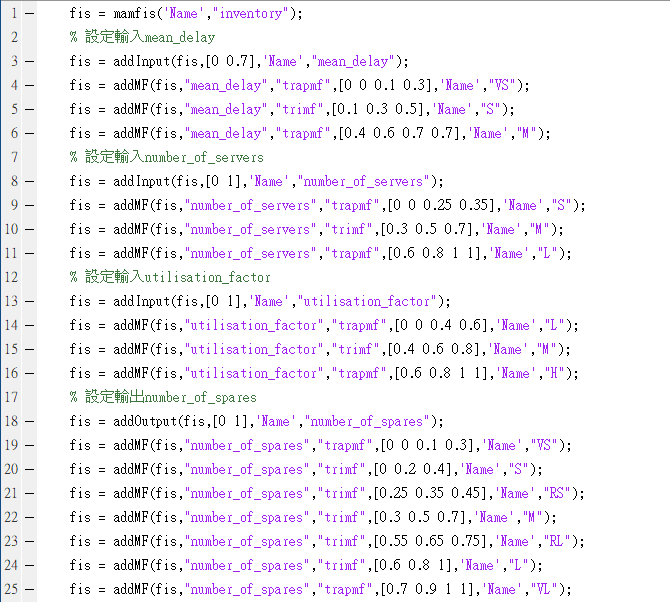 1 – fis = mamfis('Name',"inventory");
2 % 設定輸入mean_delay
3 – fis = addInput(fis,[0 0.7],'Name',"mean_delay");
4 – fis = addMF(fis,"mean_delay","trapmf",[0 0 0.1 0.3],'Name',"VS");
5 – fis = addMF(fis,"mean_delay","trimf",[0.1 0.3 0.5],'Name',"S");
6 – fis = addMF(fis,"mean_delay","trapmf",[0.4 0.6 0.7 0.7],'Name',"M");
7 % 設定輸入number_of_servers
8 – fis = addInput(fis,[0 1],'Name',"number_of_servers");
9 – fis = addMF(fis,"number_of_servers","trapmf",[0 0 0.25 0.35],'Name',"S");
10 – fis = addMF(fis,"number_of_servers","trimf",[0.3 0.5 0.7],'Name',"M");
11 – fis = addMF(fis,"number_of_servers","trapmf",[0.6 0.8 1 1],'Name',"L");
12 % 設定輸入utilisation_factor
13 – fis = addInput(fis,[0 1],'Name',"utilisation_factor");
14 – fis = addMF(fis,"utilisation_factor","trapmf",[0 0 0.4 0.6],'Name',"L");
15 – fis = addMF(fis,"utilisation_factor","trimf",[0.4 0.6 0.8],'Name',"M");
16 – fis = addMF(fis,"utilisation_factor","trapmf",[0.6 0.8 1 1],'Name',"H");
17 % 設定輸出number_of_spares
18 – fis = addOutput(fis,[0 1],'Name',"number_of_spares");
19 – fis = addMF(fis,"number_of_spares","trapmf",[0 0 0.1 0.3],'Name',"VS");
20 – fis = addMF(fis,"number_of_spares","trimf",[0 0.2 0.4],'Name',"S");
21 – fis = addMF(fis,"number_of_spares","trimf",[0.25 0.35 0.45],'Name',"RS");
22 – fis = addMF(fis,"number_of_spares","trimf",[0.3 0.5 0.7],'Name',"M");
23 – fis = addMF(fis,"number_of_spares","trimf",[0.55 0.65 0.75],'Name',"RL");
24 – fis = addMF(fis,"number_of_spares","trimf",[0.6 0.8 1],'Name',"L");
25 – fis = addMF(fis,"number_of_spares","trapmf",[0.7 0.9 1 1],'Name',"VL");